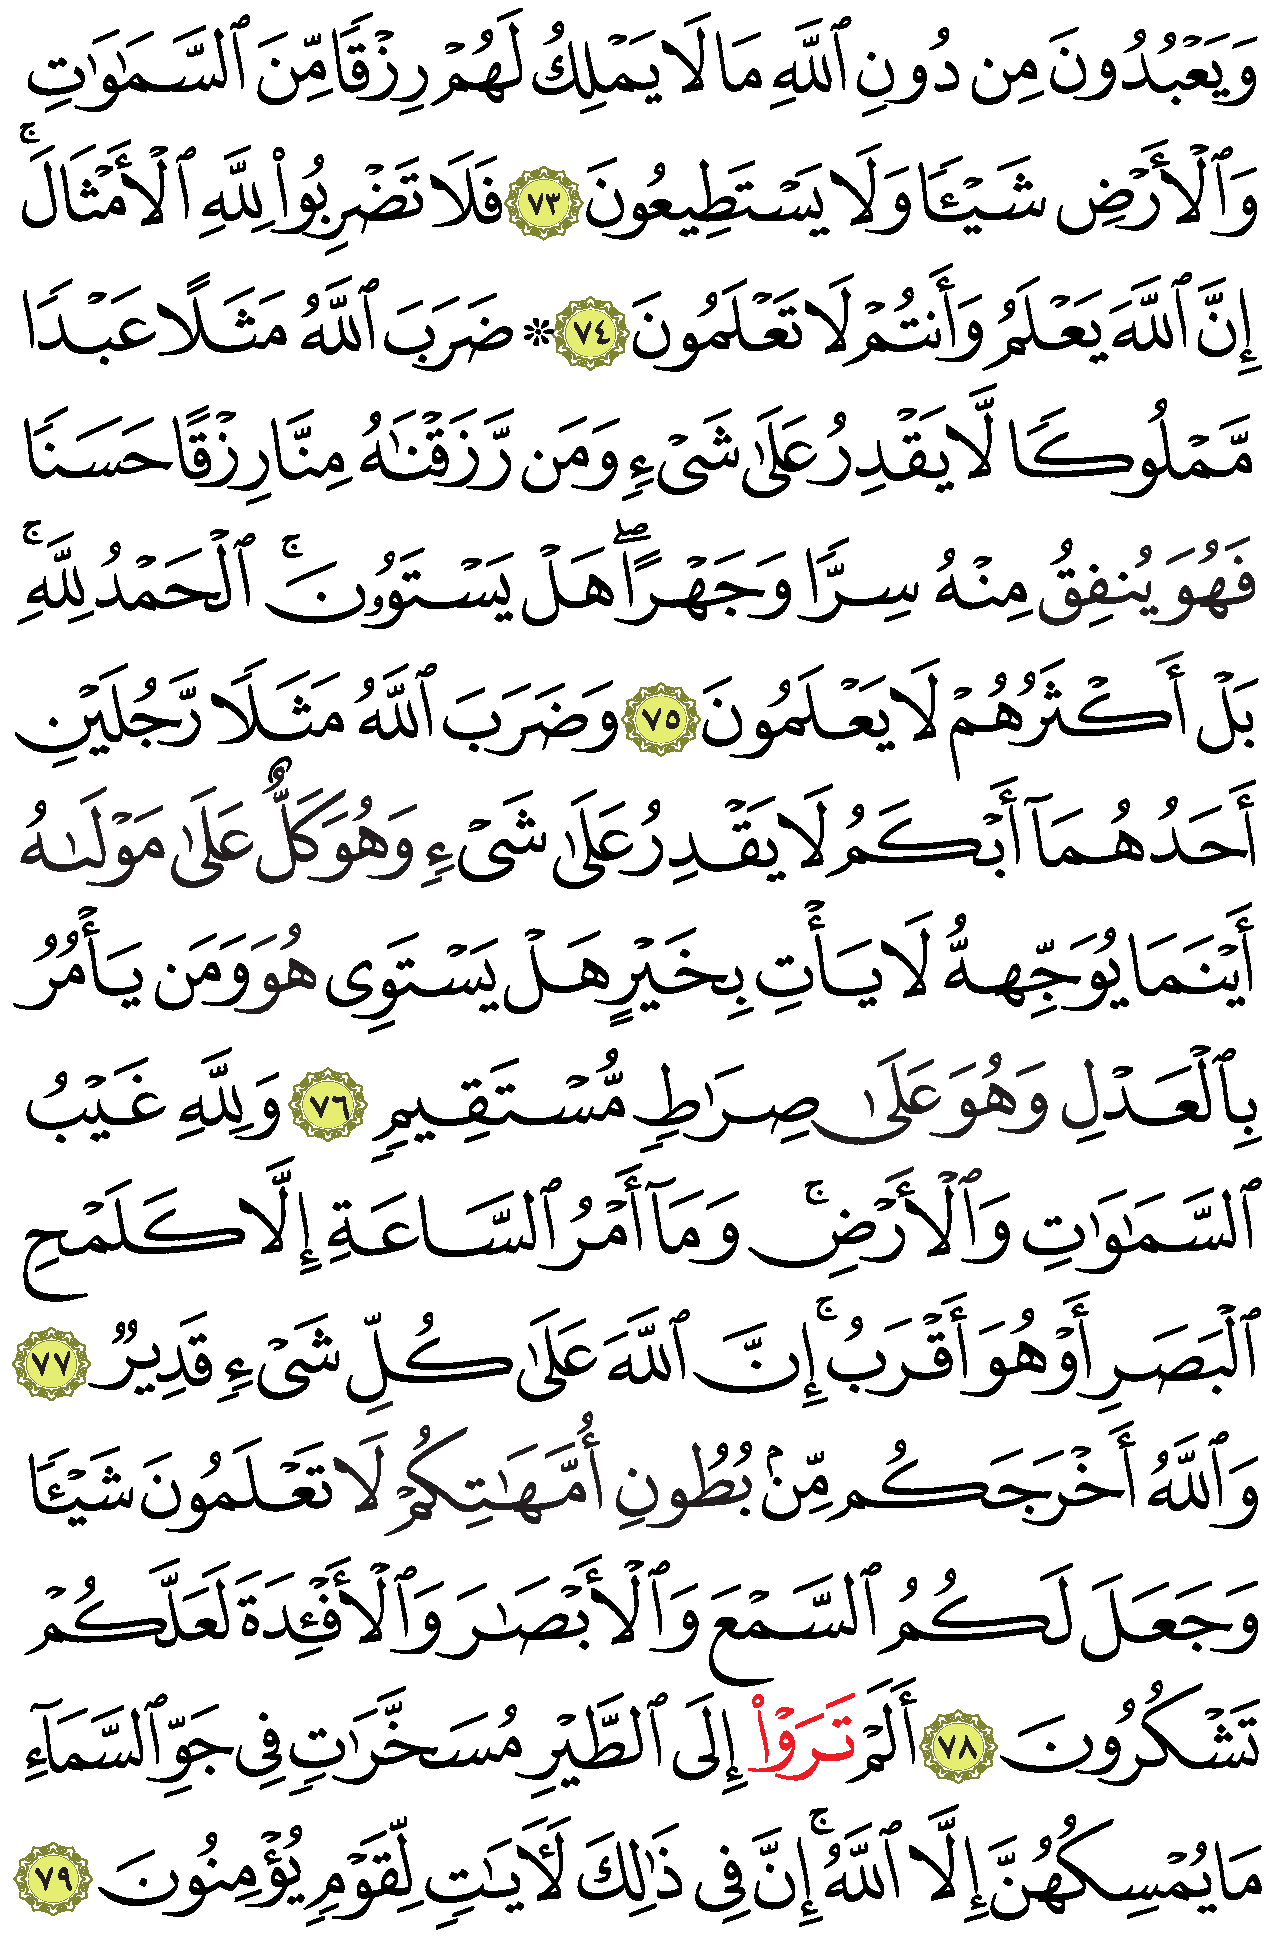 وَيَعْبُدُونَ مِن دُونِ ٱللَّهِ مَا لَا يَمْلِكُ لَهُمْ رِزْقًا مِّنَ ٱلسَّمَٰوَٰتِ
وَٱلْأَرْضِ شَيْـًٔا وَلَا يَسْتَطِيعُونَ ٧٣ فَلَا تَضْرِبُوا۟ لِلَّهِ ٱلْأَمْثَالَ ۚ
إِنَّ ٱللَّهَ يَعْلَمُ وَأَنتُمْ لَا تَعْلَمُونَ ٧٤ * ضَرَبَ ٱللَّهُ مَثَلًا عَبْدًا
مَّمْلُوكًا لَّا يَقْدِرُ عَلَىٰ شَىْءٍ وَمَن رَّزَقْنَٰهُ مِنَّا رِزْقًا حَسَنًا
فَهُوَ يُنفِقُ مِنْهُ سِرًّا وَجَهْرًا ۖ هَلْ يَسْتَوُۥنَ ۚ ٱلْحَمْدُ لِلَّهِ ۚ
بَلْ أَكْثَرُهُمْ لَا يَعْلَمُونَ ٧٥ وَضَرَبَ ٱللَّهُ مَثَلًا رَّجُلَيْنِ
أَحَدُهُمَآ أَبْكَمُ لَا يَقْدِرُ عَلَىٰ شَىْءٍ وَهُوَ كَلٌّ عَلَىٰ مَوْلَىٰهُ
أَيْنَمَا يُوَجِّههُّ لَا يَأْتِ بِخَيْرٍ هَلْ يَسْتَوِى هُوَ وَمَن يَأْمُرُ
بِٱلْعَدْلِ وَهُوَ عَلَىٰ صِرَٰطٍ مُّسْتَقِيمٍ ٧٦ وَلِلَّهِ غَيْبُ
ٱلسَّمَٰوَٰتِ وَٱلْأَرْضِ ۚ وَمَآ أَمْرُ ٱلسَّاعَةِ إِلَّا كَلَمْحِ
ٱلْبَصَرِ أَوْ هُوَ أَقْرَبُ ۚ إِنَّ ٱللَّهَ عَلَىٰ كُلِّ شَىْءٍ قَدِيرٌ ٧٧
وَٱللَّهُ أَخْرَجَكُم مِّنۢ بُطُونِ أُمَّهَٰتِكُمْ لَا تَعْلَمُونَ شَيْـًٔا
وَجَعَلَ لَكُمُ ٱلسَّمْعَ وَٱلْأَبْصَٰرَ وَٱلْأَفْـِٔدَةَ لَعَلَّكُمْ
تَشْكُرُونَ ٧٨ أَلَمْ تَرَوْا۟ إِلَى ٱلطَّيْرِ مُسَخَّرَٰتٍ فِى جَوِّ ٱلسَّمَآءِ
مَا يُمْسِكُهُنَّ إِلَّا ٱللَّهُ ۚ إِنَّ فِى ذَٰلِكَ لَـَٔايَٰتٍ لِّقَوْمٍ يُؤْمِنُونَ ٧٩